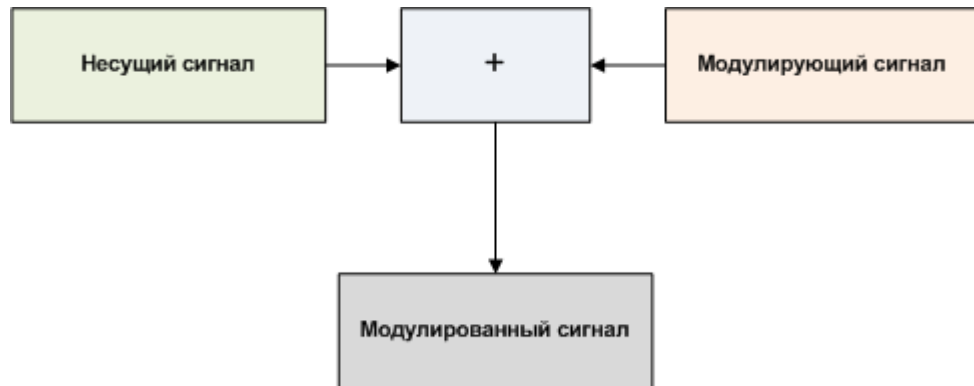 Несущий сигнал
+
Модулирующий сигнал
Модулированный сигнал